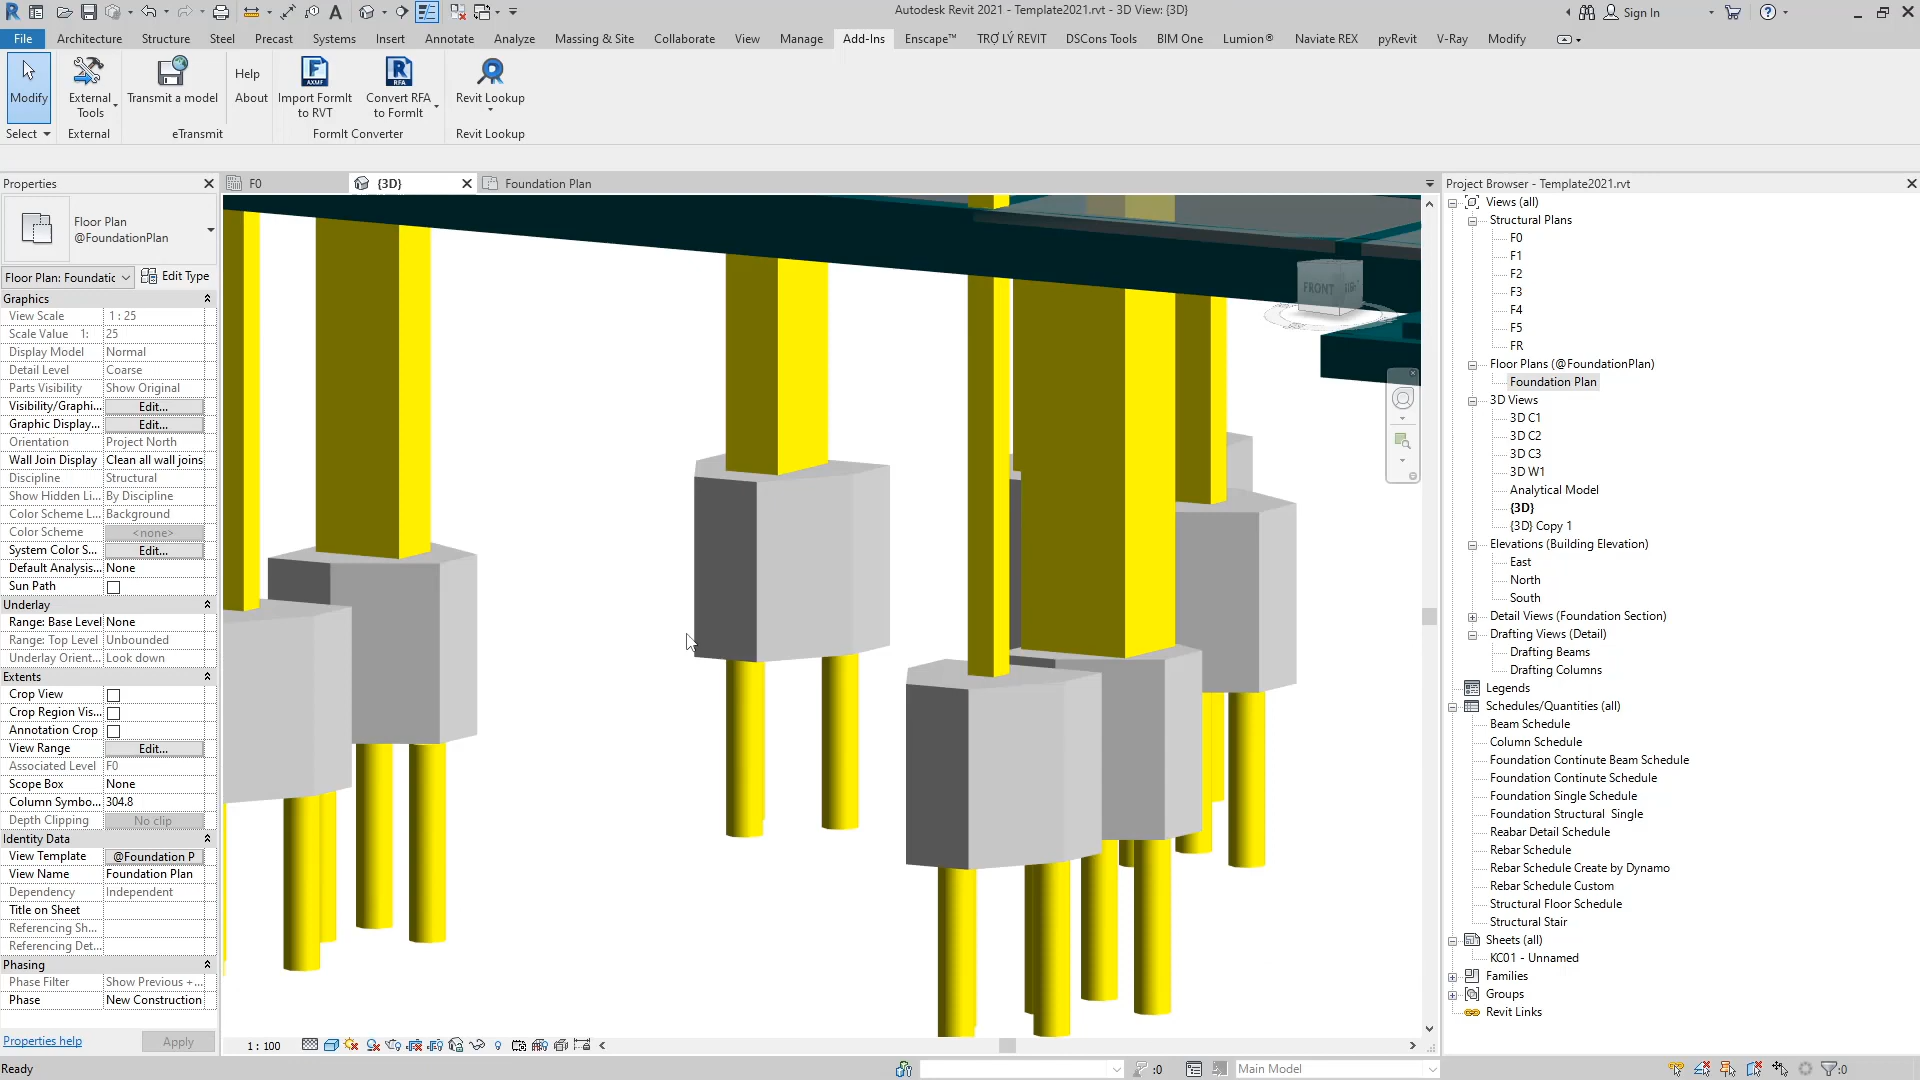 Autodesk Revit 2021 - Template2021.rvt - 3D View: {3D}
Sign In
File Architecture Structure Steel Precast Systems Insert Annotate Analyze Massing & Site Collaborate View Manage Add-Ins Enscape™ TRỢ LÝ REVIT DSCons Tools BIM One Lumion® Naviate REX pyRevit V-Ray Modify
Modify
External Tools
Transmit a model
Help
About
Import FormIt to RVT
Convert RFA to FormIt
Revit Lookup
Select
External
eTransmit
FormIt Converter
Revit Lookup
Properties
F0
{3D}
Foundation Plan
Project Browser - Template2021.rvt
Floor Plan
@FoundationPlan
Floor Plan: Foundatic
Edit Type
Graphics
View Scale 1 : 25
Scale Value 1: 25
Display Model Normal
Detail Level Coarse
Parts Visibility Show Original
Visibility/Graphi... Edit...
Graphic Display... Edit...
Orientation Project North
Wall Join Display Clean all wall joins
Discipline Structural
Show Hidden Li... By Discipline
Color Scheme L... Background
Color Scheme <none>
System Color S... Edit...
Default Analysis... None
Sun Path
Underlay
Range: Base Level None
Range: Top Level Unbounded
Underlay Orient... Look down
Extents
Crop View
Crop Region Vis...
Annotation Crop
View Range Edit...
Associated Level F0
Scope Box None
Column Symbo... 304.8
Depth Clipping No clip
Identity Data
View Template @Foundation P
View Name Foundation Plan
Dependency Independent
Title on Sheet
Referencing Sh...
Referencing Det...
Phasing
Phase Filter Show Previous +...
Phase New Construction
Properties help
Apply
FRONT
1 : 100
Views (all)
Structural Plans
F0
F1
F2
F3
F4
F5
FR
Floor Plans (@FoundationPlan)
Foundation Plan
3D Views
3D C1
3D C2
3D C3
3D W1
Analytical Model
{3D}
{3D} Copy 1
Elevations (Building Elevation)
East
North
South
Detail Views (Foundation Section)
Drafting Views (Detail)
Drafting Beams
Drafting Columns
Legends
Schedules/Quantities (all)
Beam Schedule
Column Schedule
Foundation Continute Beam Schedule
Foundation Continute Schedule
Foundation Single Schedule
Foundation Structural Single
Reabar Detail Schedule
Rebar Schedule
Rebar Schedule Create by Dynamo
Rebar Schedule Custom
Structural Floor Schedule
Structural Stair
Sheets (all)
KC01 - Unnamed
Families
Groups
Revit Links
Ready
:0
Main Model
:0